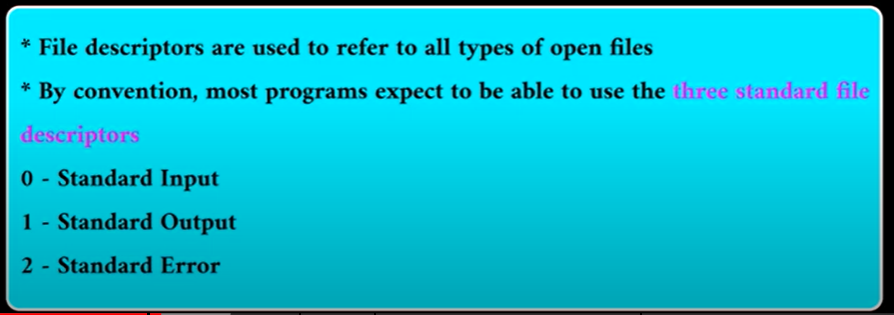 * File descriptors are used to refer to all types of open files
* By convention, most programs expect to be able to use the three standard file
descriptors
0 - Standard Input
1 - Standard Output
2 - Standard Error